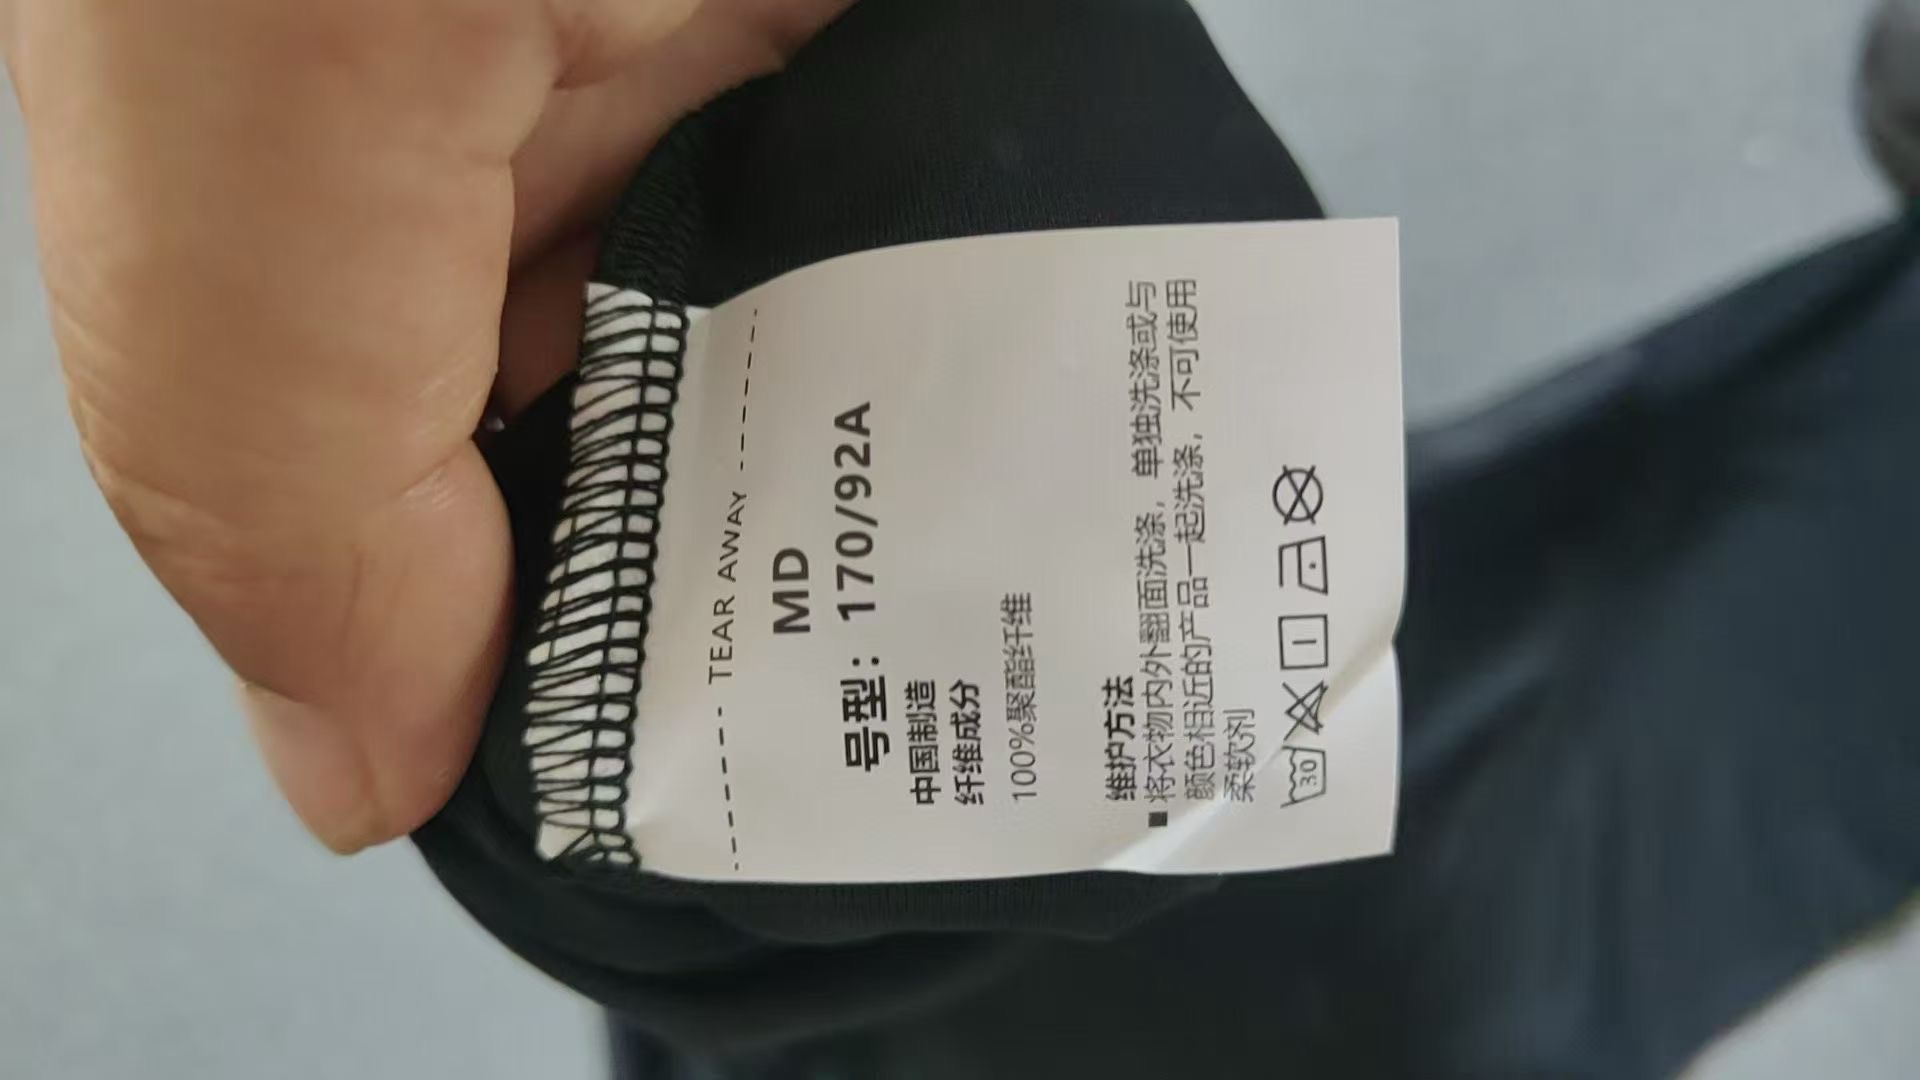 TEAR AWAY
MD
号型：170/92A
中国制造
纤维成分
100%聚酯纤维
维护方法
■ 将衣物内外翻面洗涤，单独洗涤或与
颜色相近的产品一起洗涤，不可使用
柔软剂
30